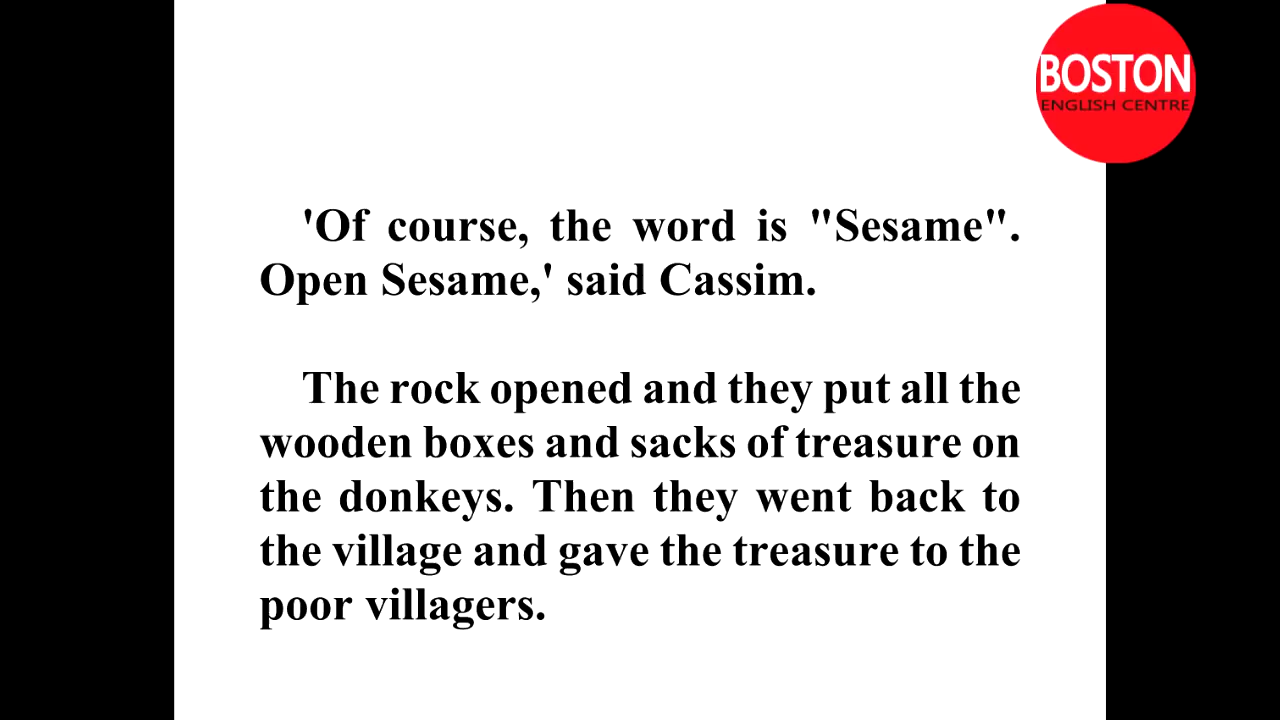 BOSTON
ENGLISH CENTRE
'Of course, the word is "Sesame".
Open Sesame,' said Cassim.
The rock opened and they put all the
wooden boxes and sacks of treasure on
the donkeys. Then they went back to
the village and gave the treasure to the
poor villagers.